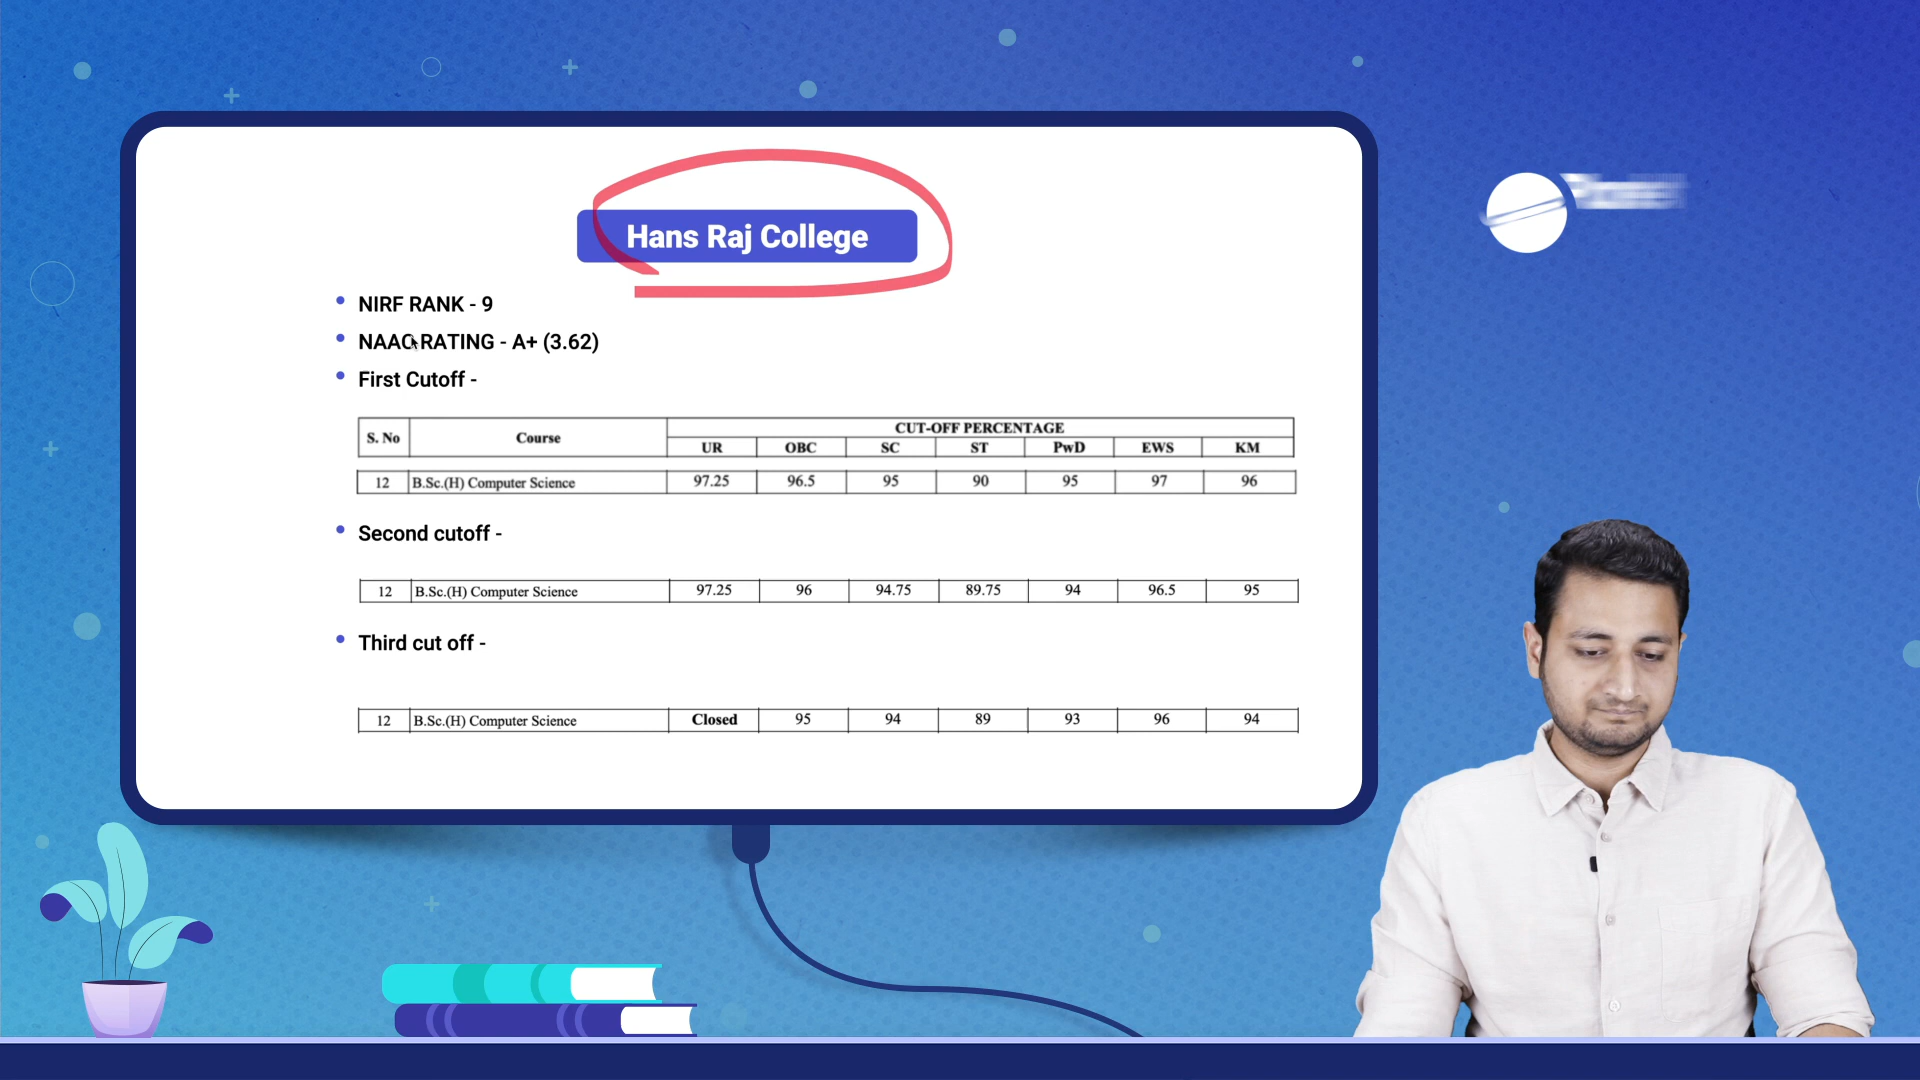 Hans Raj College
NIRF RANK - 9
NAAC RATING - A+ (3.62)
First Cutoff -
S. No Course CUT-OFF PERCENTAGE
UR OBC SC ST PwD EWS KM
12 B.Sc.(H) Computer Science 97.25 96.5 95 90 95 97 96
Second cutoff -
12 B.Sc.(H) Computer Science 97.25 96 94.75 89.75 94 96.5 95
Third cut off -
12 B.Sc.(H) Computer Science Closed 95 94 89 93 96 94